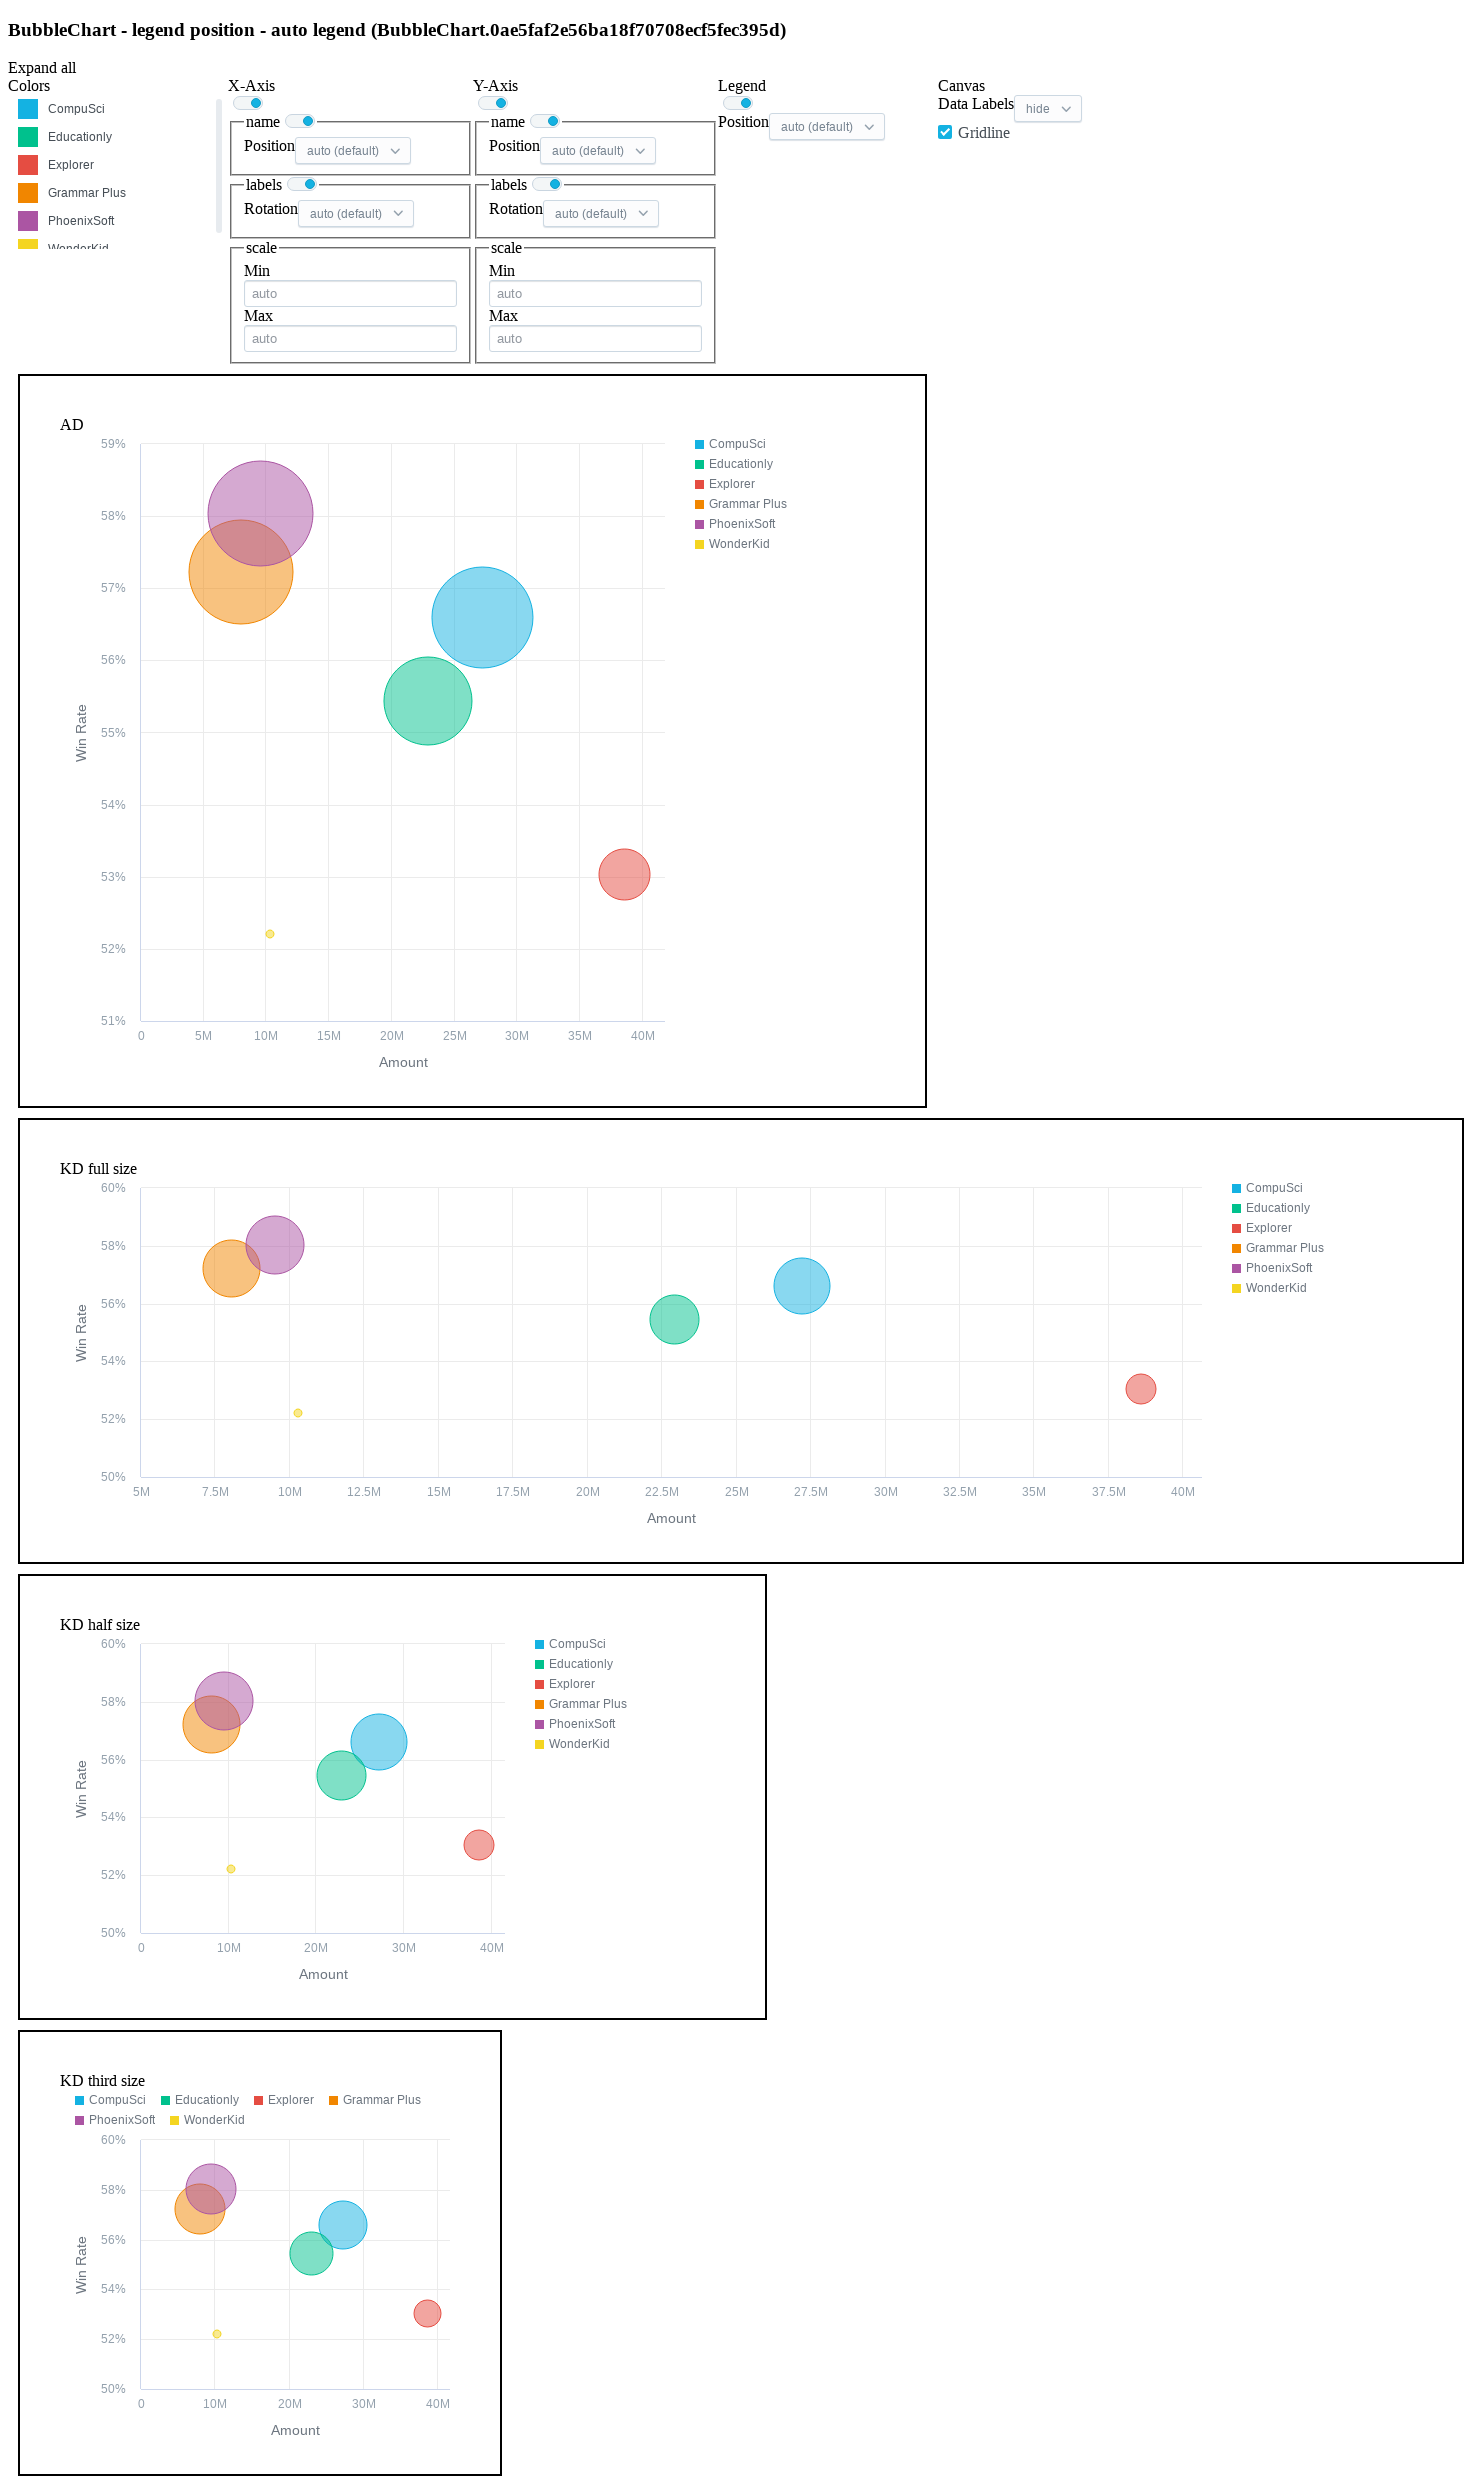 BubbleChart - legend position - auto legend (BubbleChart.0ae5faf2e56ba18f70708ecf5fec395d)
Expand all
Colors
CompuSci
Educationly
Explorer
Grammar Plus
PhoenixSoft
WonderKid
X-Axis
name
Position auto (default)
labels
Rotation auto (default)
scale
Min
auto
Max
auto
Y-Axis
name
Position auto (default)
labels
Rotation auto (default)
scale
Min
auto
Max
auto
Legend
Position auto (default)
Canvas
Data Labels hide
Gridline
AD
59%
58%
57%
56%
55%
54%
53%
52%
51%
Win Rate
0 5M 10M 15M 20M 25M 30M 35M 40M
Amount
CompuSci
Educationly
Explorer
Grammar Plus
PhoenixSoft
WonderKid
KD full size
60%
58%
56%
54%
52%
50%
Win Rate
5M 7.5M 10M 12.5M 15M 17.5M 20M 22.5M 25M 27.5M 30M 32.5M 35M 37.5M 40M
Amount
CompuSci
Educationly
Explorer
Grammar Plus
PhoenixSoft
WonderKid
KD half size
60%
58%
56%
54%
52%
50%
Win Rate
0 10M 20M 30M 40M
Amount
CompuSci
Educationly
Explorer
Grammar Plus
PhoenixSoft
WonderKid
KD third size
CompuSci Educationly Explorer Grammar Plus
PhoenixSoft WonderKid
60%
58%
56%
54%
52%
50%
Win Rate
0 10M 20M 30M 40M
Amount